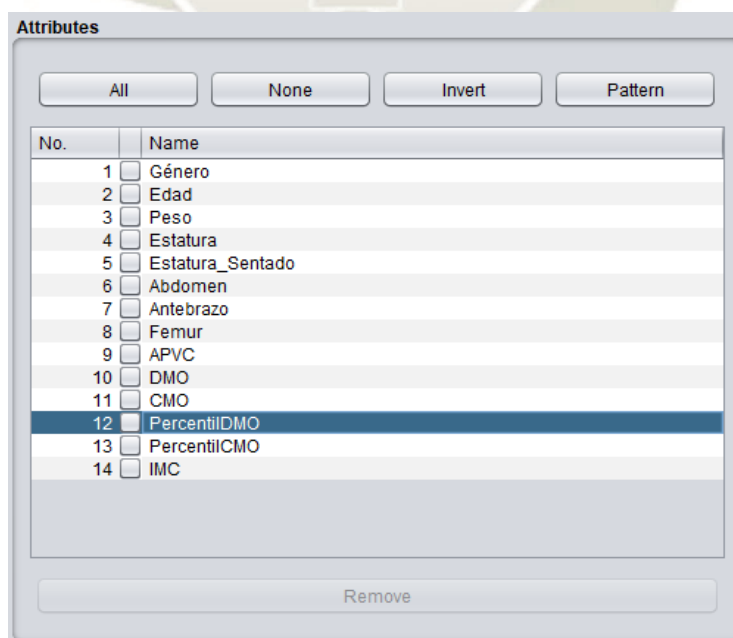 Attributes
All None Invert Pattern
No. Name
1 Género
2 Edad
3 Peso
4 Estatura
5 Estatura_Sentado
6 Abdomen
7 Antebrazo
8 Femur
9 APVC
10 DMO
11 CMO
12 PercentilDMO
13 PercentilCMO
14 IMC
Remove